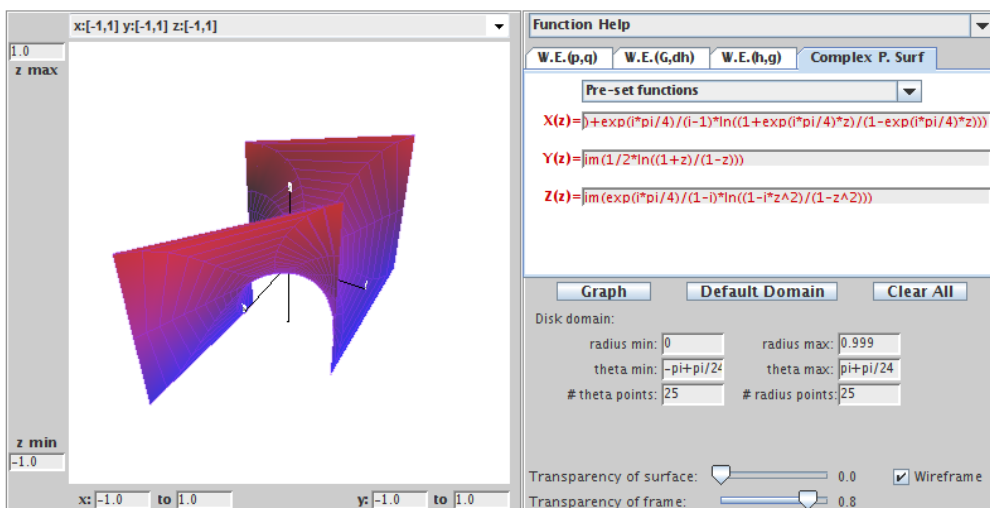 x:[-1,1] y:[-1,1] z:[-1,1]
1.0
z max
z min
-1.0
x: -1.0 to 1.0 y: -1.0 to 1.0
Function Help
W.E.(p,q) W.E.(G,dh) W.E.(h,g) Complex P. Surf
Pre-set functions
X(z)= )+exp(i*pi/4)/(i-1)*ln((1+exp(i*pi/4)*z)/(1-exp(i*pi/4)*z)))
Y(z)= im(1/2*ln((1+z)/(1-z)))
Z(z)= im(exp(i*pi/4)/(1-i)*ln((1-i*z^2)/(1-z^2)))
Graph Default Domain Clear All
Disk domain:
radius min: 0 radius max: 0.999
theta min: -pi+pi/24 theta max: pi+pi/24
# theta points: 25 # radius points: 25
Transparency of surface: 0.0 Wireframe
Transparency of frame: 0.8